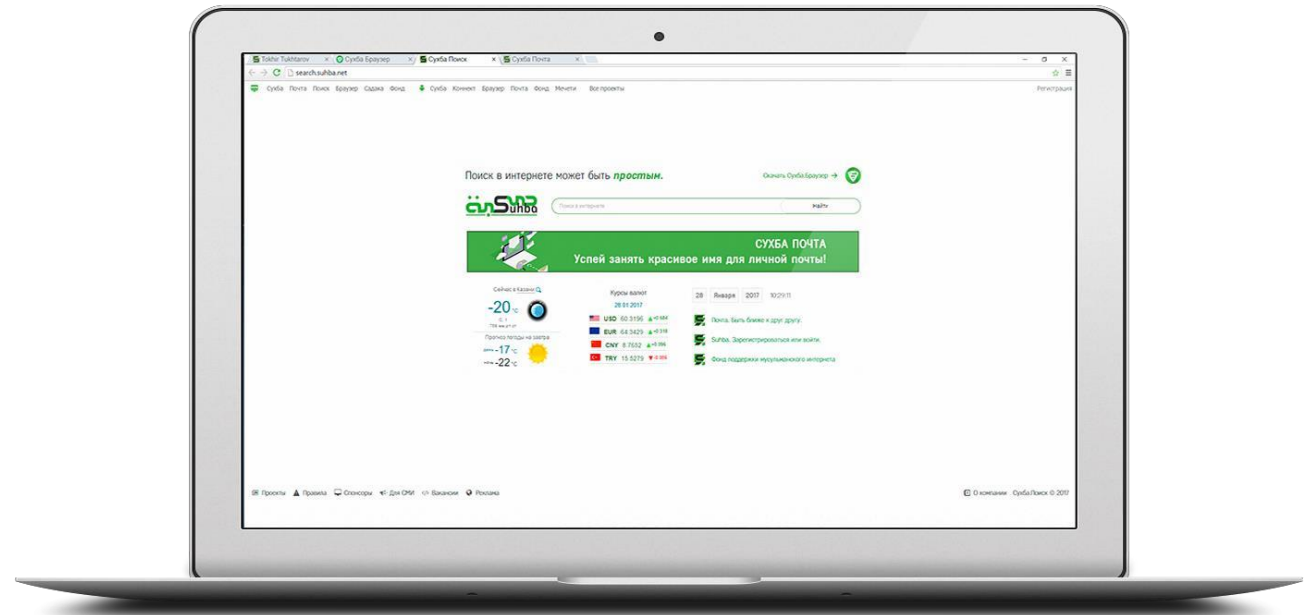 Tokhir Tukhtarov
Сухба Браузер
Сухба Поиск
Сухба Почта
search.suhba.net
Сухба Почта Поиск Браузер Садака Фонд Сухба Коннект Браузер Почта Фонд Мечети Все проекты
Регистрация
Поиск в интернете может быть простым.
Скачать Сухба.Браузер →
Suhba
Поиск в интернете
Найти
СУХБА ПОЧТА
Успей занять красивое имя для личной почты!
Сейчас в Казани
-20 °C
Прогноз погоды на завтра
-17 °C
-22 °C
Курсы валют
28.01.2017
USD 60.3196
EUR 64.3429
CNY 8.7652
TRY 15.5279
28 Января 2017 10:29:11
Почта. Быть ближе к друг другу.
Suhba. Зарегистрироваться или войти.
Фонд поддержки мусульманского интернета
Проекты Правила Спонсоры Для СМИ Вакансии Реклама
О компании Сухба.Поиск © 2017